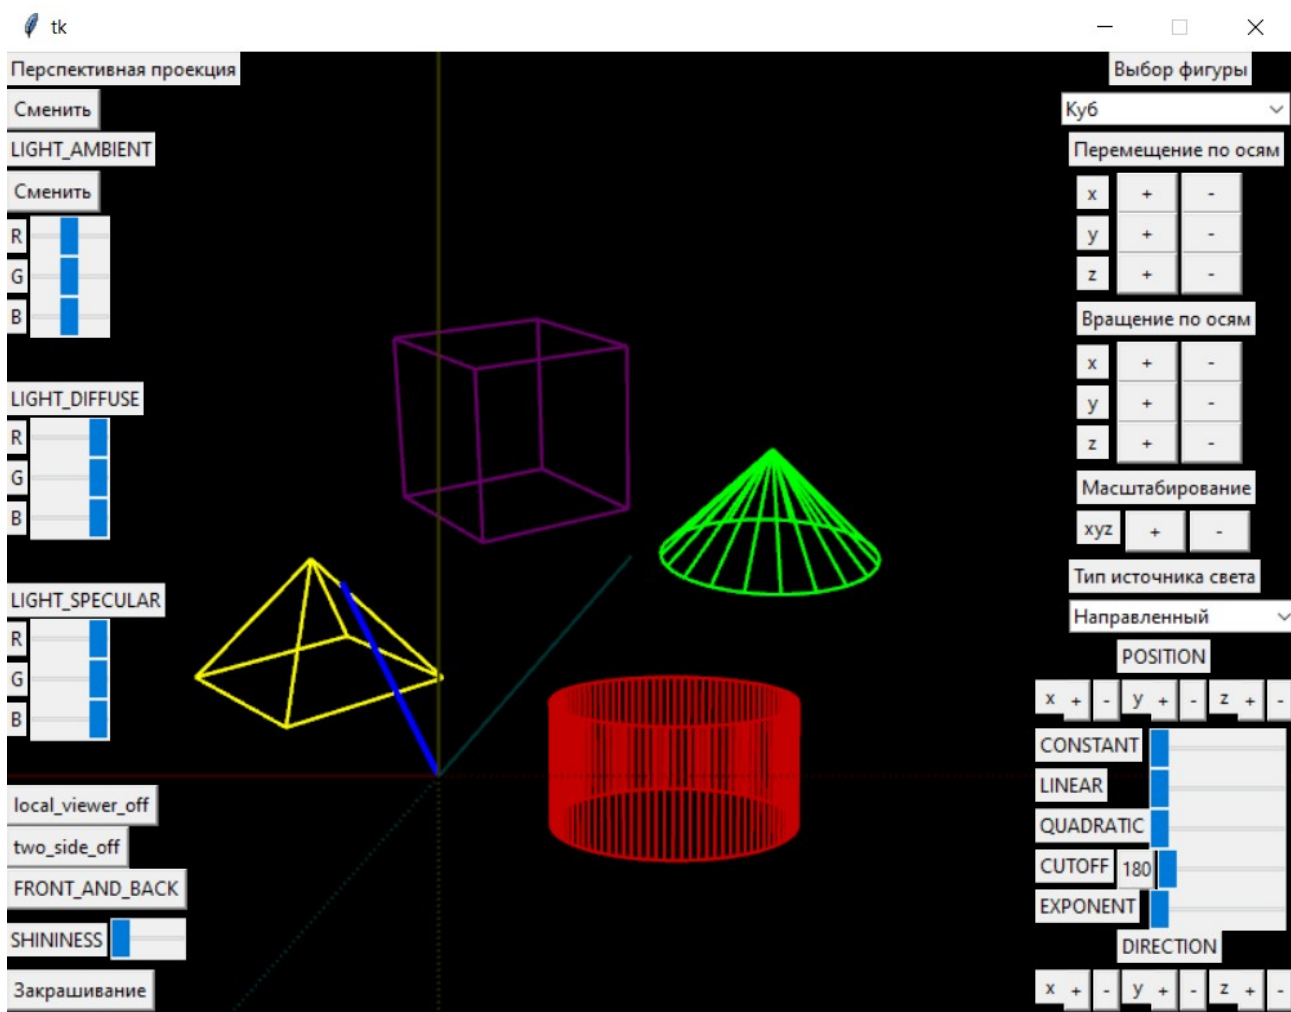 tk
Перспективная проекция
Сменить
LIGHT_AMBIENT
Сменить
R
G
B
LIGHT_DIFFUSE
R
G
B
LIGHT_SPECULAR
R
G
B
local_viewer_off
two_side_off
FRONT_AND_BACK
SHININESS
Закрашивание
Выбор фигуры
Куб
Перемещение по осям
x + -
y + -
z + -
Вращение по осям
x + -
y + -
z + -
Масштабирование
xyz + -
Тип источника света
Направленный
POSITION
x + - y + - z + -
CONSTANT
LINEAR
QUADRATIC
CUTOFF 180
EXPONENT
DIRECTION
x + - y + - z + -